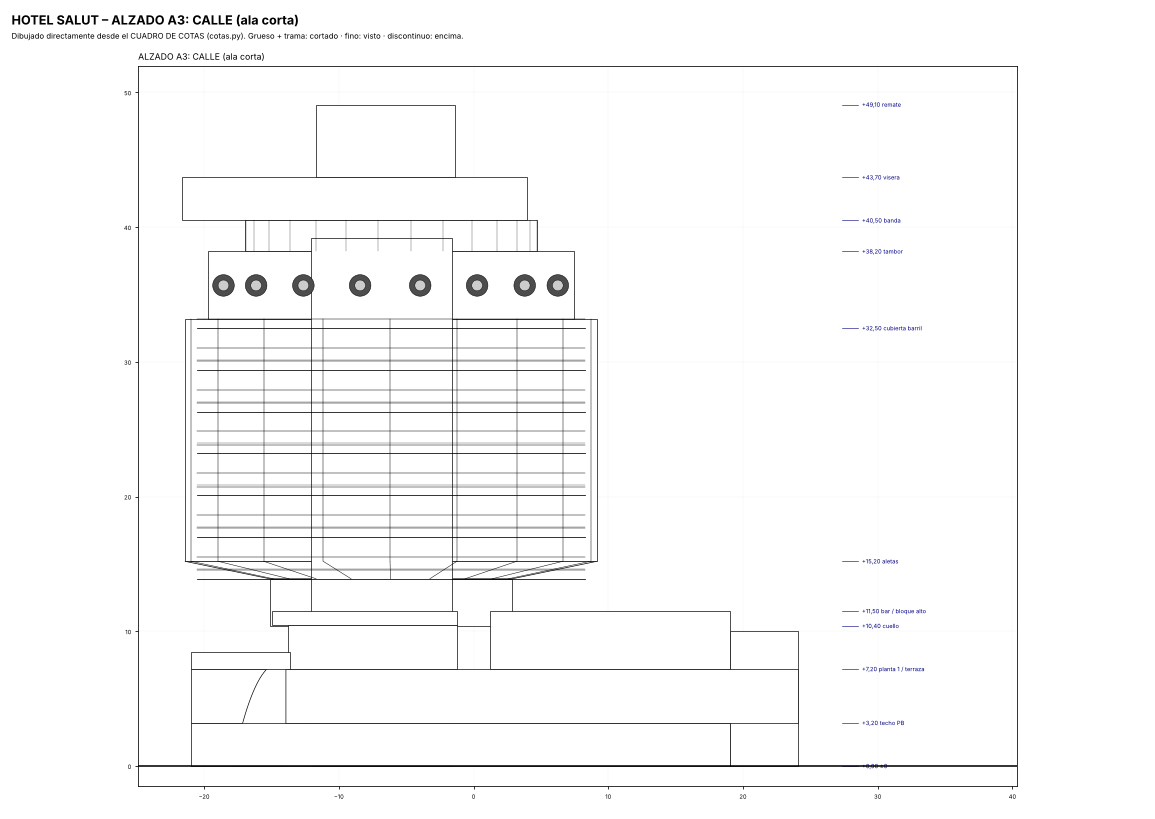 HOTEL SALUT – ALZADO A3: CALLE (ala corta)
Dibujado directamente desde el CUADRO DE COTAS (cotas.py). Grueso + trama: cortado · fino: visto · discontinuo: encima.
ALZADO A3: CALLE (ala corta)
50
+49,10 remate
+43,70 visera
+40,50 banda
40
+38,20 tambor
+32,50 cubierta barril
30
20
+15,20 aletas
+11,50 bar / bloque alto
+10,40 cuello
10
+7,20 planta 1 / terraza
+3,20 techo PB
0
−20 −10 0 10 20 30 40